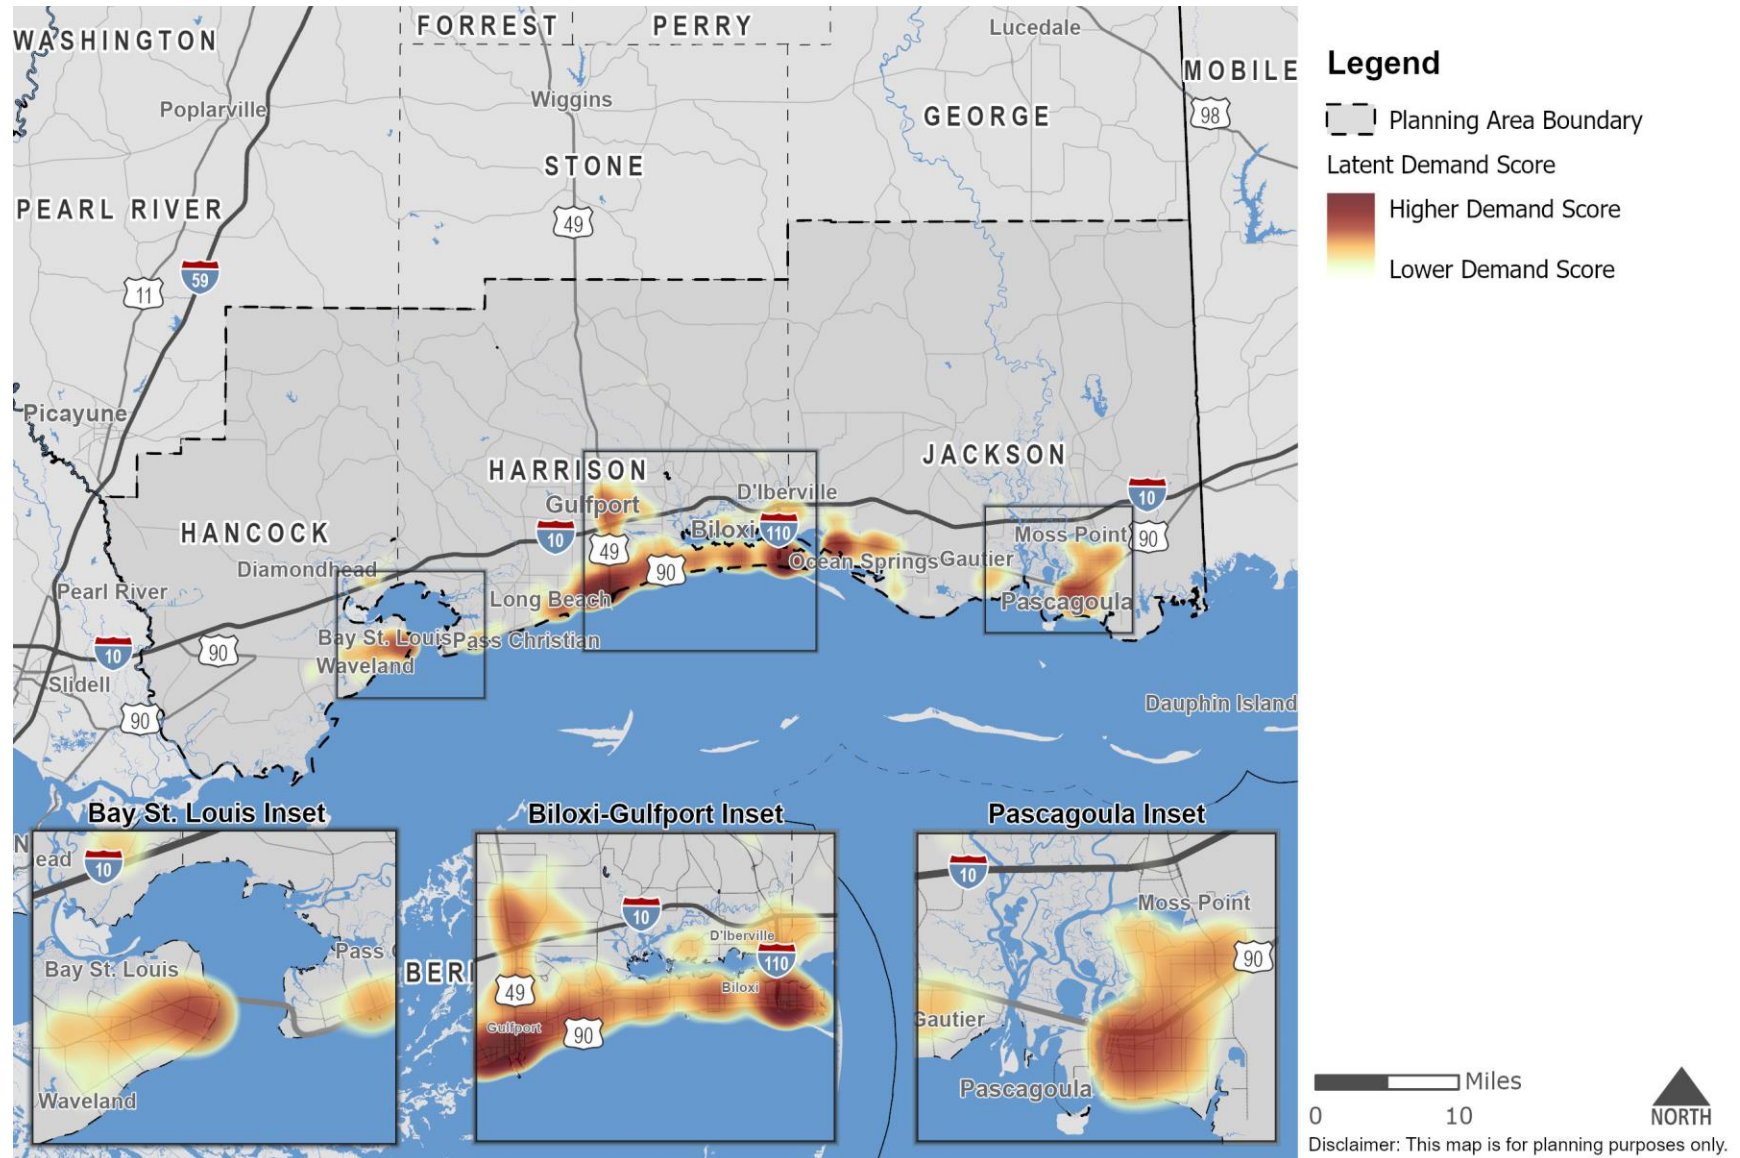 WASHINGTON
FORREST
PERRY
Lucedale
MOBILE
Poplarville
Wiggins
98
GEORGE
STONE
PEARL RIVER
49
59
11
Picayune
HARRISON
JACKSON
Gulfport
D'Iberville
10
HANCOCK
10
Biloxi
110
Moss Point
90
49
Diamondhead
90
Ocean Springs
Gautier
Pearl River
Long Beach
Pascagoula
Bay St. Louis
Pass Christian
10
90
Waveland
Slidell
90
Dauphin Island
Bay St. Louis Inset
N
ead
10
Bay St. Louis
Pass C
Waveland
BERI
Biloxi-Gulfport Inset
10
D'Iberville
110
49
Biloxi
Gulfport
90
Pascagoula Inset
10
Moss Point
90
Gautier
Pascagoula
Legend
Planning Area Boundary
Latent Demand Score
Higher Demand Score
Lower Demand Score
Miles
0 10
NORTH
Disclaimer: This map is for planning purposes only.